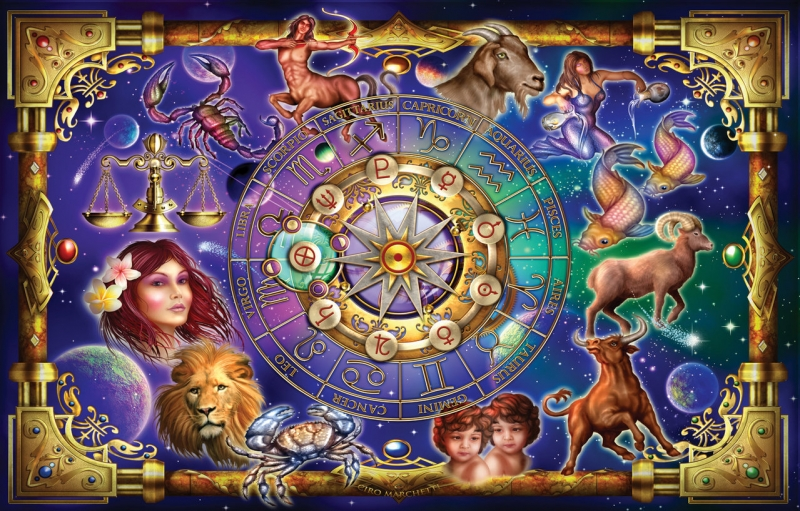 SAGITTARIUS
CAPRICORN
AQUARIUS
PISCES
ARIES
TAURUS
GEMINI
CANCER
LEO
VIRGO
LIBRA
SCORPIO
CIRO MARCHETTI